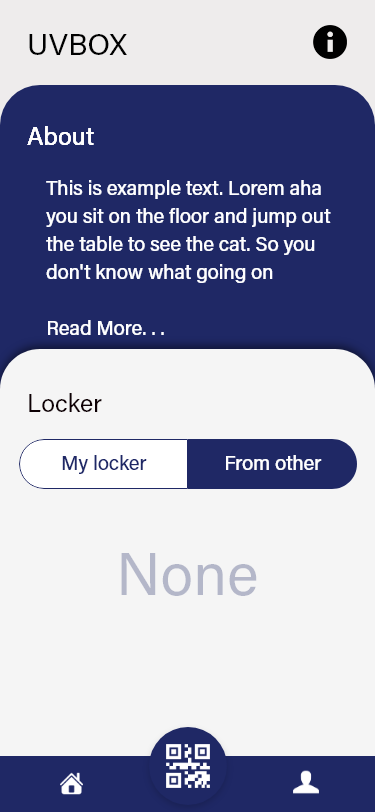 UVBOX
About
This is example text. Lorem aha
you sit on the floor and jump out
the table to see the cat. So you
don't know what going on
Read More. . .
Locker
My locker
From other
None